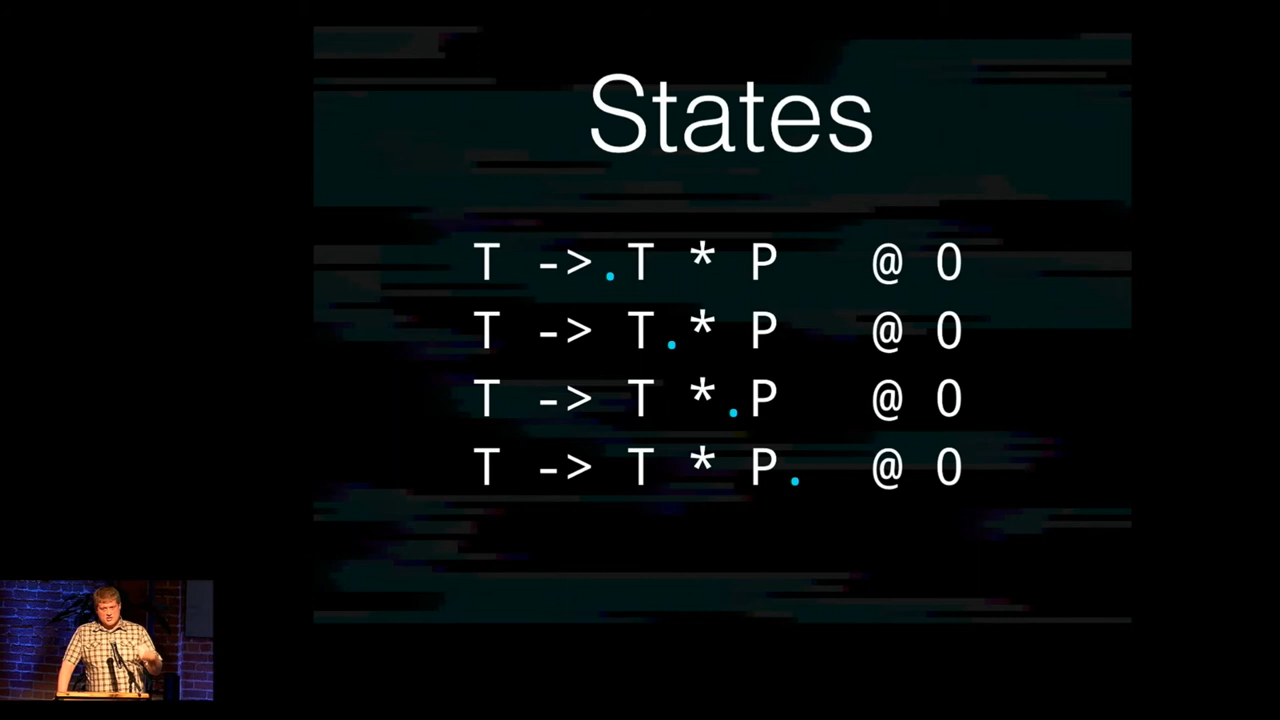 States
T ->.T * P @ 0
T -> T.* P @ 0
T -> T *.P @ 0
T -> T * P. @ 0